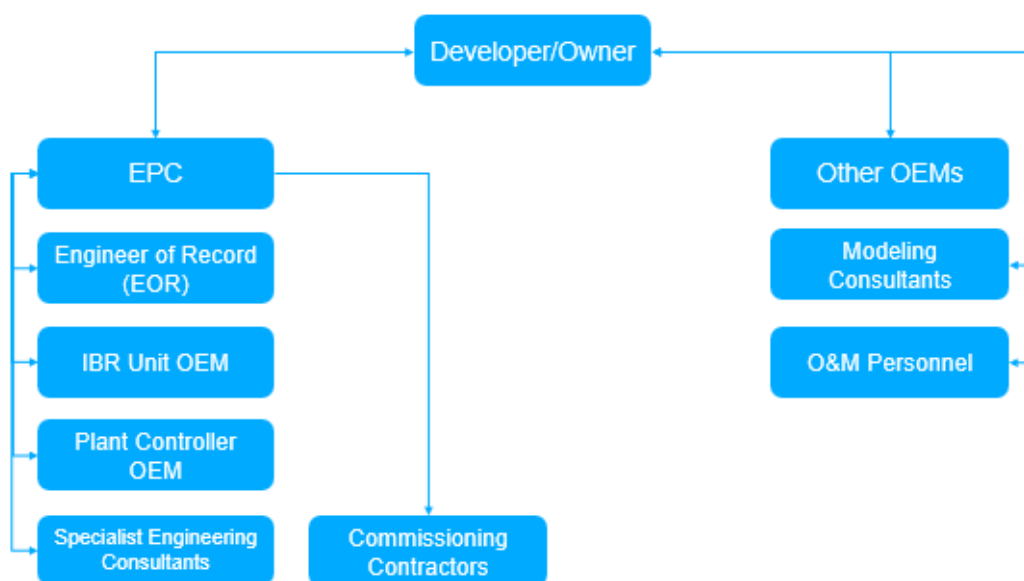 Developer/Owner
EPC
Other OEMs
Engineer of Record
(EOR)
Modeling
Consultants
IBR Unit OEM
O&M Personnel
Plant Controller
OEM
Specialist Engineering
Consultants
Commissioning
Contractors